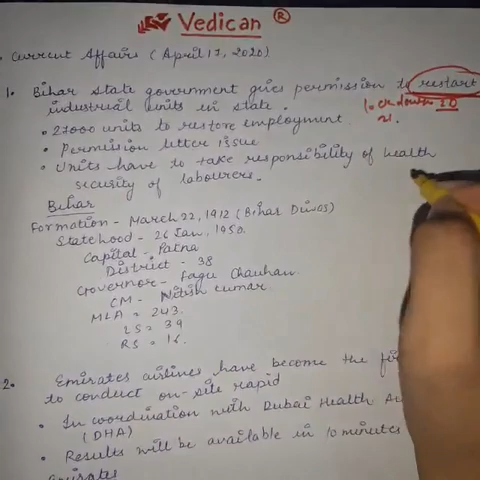 Vedican ®
• Current Affairs (April 17, 2020)
1. Bihar State government gives permission to restart
industrial units in state.
Lockdown 2.0
• 27000 units to restore employment
• Permission letter issue
• Units have to take responsibility of health
security of labourers.
Bihar
Formation - March 22, 1912 (Bihar Diwas)
Statehood - 26 Jan, 1950.
Capital - Patna
District - 38
Governor - Fagu Chauhan
CM - Nitish Kumar
MLA = 243.
LS = 39
RS = 16.
2. Emirates airlines have become the
to conduct on-site rapid
• In coordination with Dubai Health
(DHA)
• Results will be available in 10 minutes
Emirates